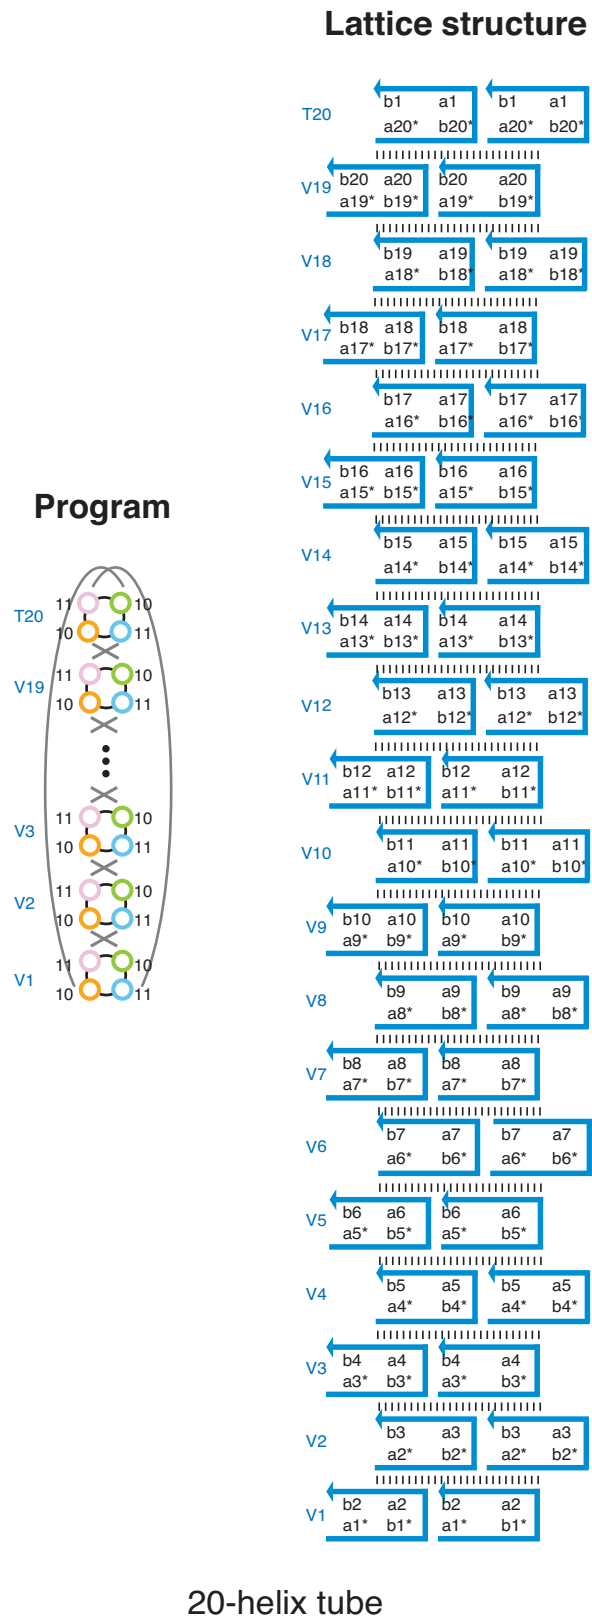 Lattice structure
T20
b1 a1 b1 a1
a20* b20* a20* b20*
V19
b20 a20 b20 a20
a19* b19* a19* b19*
V18
b19 a19 b19 a19
a18* b18* a18* b18*
V17
b18 a18 b18 a18
a17* b17* a17* b17*
V16
b17 a17 b17 a17
a16* b16* a16* b16*
V15
b16 a16 b16 a16
a15* b15* a15* b15*
V14
b15 a15 b15 a15
a14* b14* a14* b14*
V13
b14 a14 b14 a14
a13* b13* a13* b13*
V12
b13 a13 b13 a13
a12* b12* a12* b12*
V11
b12 a12 b12 a12
a11* b11* a11* b11*
V10
b11 a11 b11 a11
a10* b10* a10* b10*
V9
b10 a10 b10 a10
a9* b9* a9* b9*
V8
b9 a9 b9 a9
a8* b8* a8* b8*
V7
b8 a8 b8 a8
a7* b7* a7* b7*
V6
b7 a7 b7 a7
a6* b6* a6* b6*
V5
b6 a6 b6 a6
a5* b5* a5* b5*
V4
b5 a5 b5 a5
a4* b4* a4* b4*
V3
b4 a4 b4 a4
a3* b3* a3* b3*
V2
b3 a3 b3 a3
a2* b2* a2* b2*
V1
b2 a2 b2 a2
a1* b1* a1* b1*
Program
11 10
T20
10 11
11 10
V19
10 11
11 10
V3
10 11
11 10
V2
10 11
11 10
V1
10 11
20-helix tube